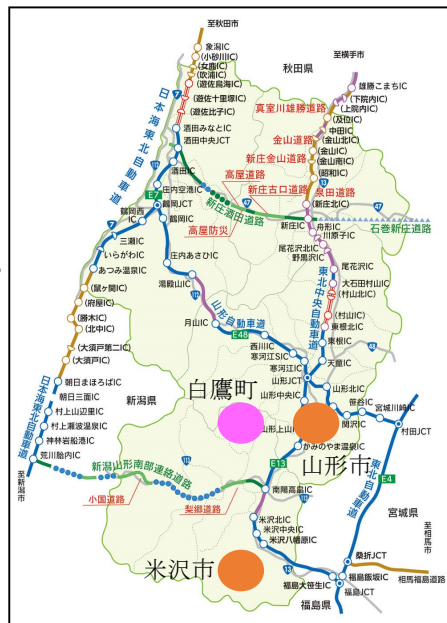 至秋田市
至横手市
秋田県
象潟IC
(小砂川IC)
(女鹿IC)
(吹浦IC)
(遊佐鳥海IC)
(遊佐十里塚IC)
(遊佐比子IC)
酒田みなとIC
酒田中央JCT
酒田IC
庄内空港IC
鶴岡JCT
鶴岡西IC
鶴岡IC
三瀬IC
いらがわIC
あつみ温泉IC
(鼠ヶ関IC)
(府屋IC)
(勝木IC)
(北中IC)
(大須戸第二IC)
(大須戸IC)
朝日まほろばIC
朝日三面IC
村上山辺里IC
村上瀬波温泉IC
神林岩船港IC
荒川胎内IC
至新潟市
日本海東北自動車道
日本海東北自動車道
7
7
E7
112
47
47
雄勝こまちIC
(下院内IC)
(上院内IC)
(及位IC)
中田IC
(金山北IC)
(金山IC)
(金山南IC)
(昭和IC)
真室川雄勝道路
金山道路
新庄金山道路
泉田道路
高屋道路
新庄古口道路
新庄酒田道路
高屋防災
13
(新庄北IC)
新庄IC
舟形IC
川原子IC
尾花沢北IC
野黒沢IC
石巻新庄道路
尾花沢IC
大石田村山IC
(村山北IC)
(村山IC)
東根北IC
東根IC
天童IC
東北中央自動車道
庄内あさひIC
湯殿山IC
月山IC
山形自動車道
112
E48
48
西川IC
寒河江SIC
寒河江IC
山形JCT
山形北IC
山形中央IC
笹谷IC
宮城川崎IC
関沢IC
村田JCT
山形上山
かみのやま温泉IC
白鷹町
山形市
新潟県
E13
東北自動車道
E4
新潟山形南部連絡道路
小国道路
梨郷道路
113
113
南陽高畠IC
米沢北IC
米沢中央IC
米沢八幡原IC
米沢市
13
福島大笹生IC
福島飯坂IC
福島JCT
桑折JCT
相馬福島道路
至相馬市
宮城県
福島県